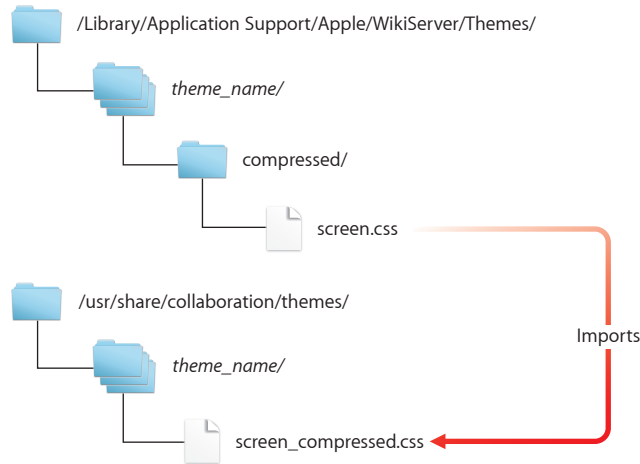 /Library/Application Support/Apple/WikiServer/Themes/
theme_name/
compressed/
screen.css
/usr/share/collaboration/themes/
Imports
theme_name/
screen_compressed.css